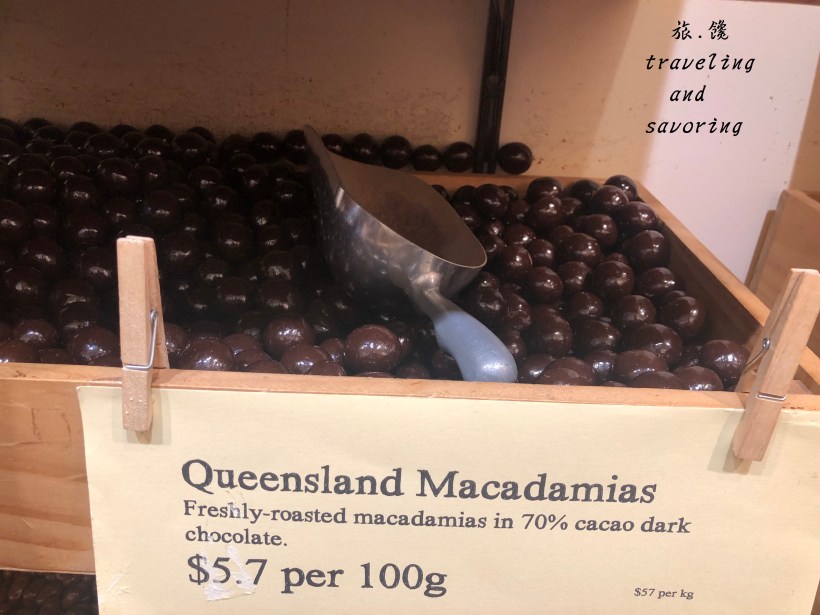 旅.馋
traveling
and
savoring
Queensland Macadamias
Freshly-roasted macadamias in 70% cacao dark
chocolate.
$5.7 per 100g
$57 per kg